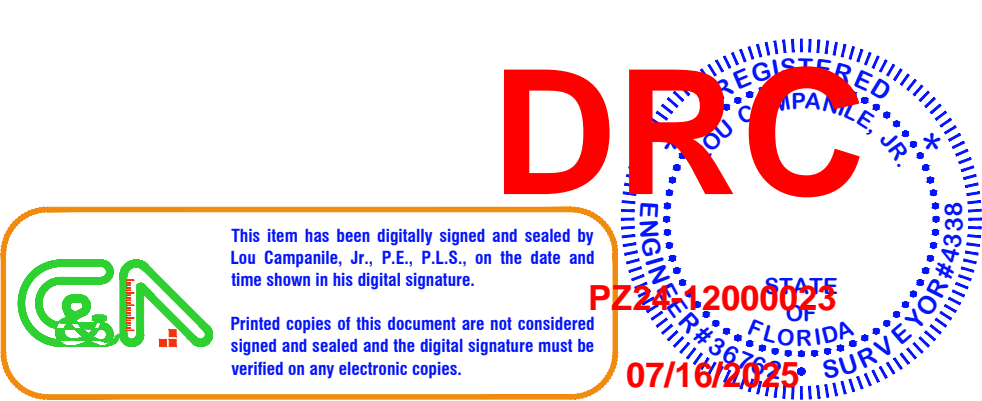 DRC
REGISTERED
LOU CAMPANILE, JR.
This item has been digitally signed and sealed by
Lou Campanile, Jr., P.E., P.L.S., on the date and
time shown in his digital signature.
Printed copies of this document are not considered
signed and sealed and the digital signature must be
verified on any electronic copies.
STATE
OF
FLORIDA
SURVEYOR#4338
PZ24-12000023
07/16/2025